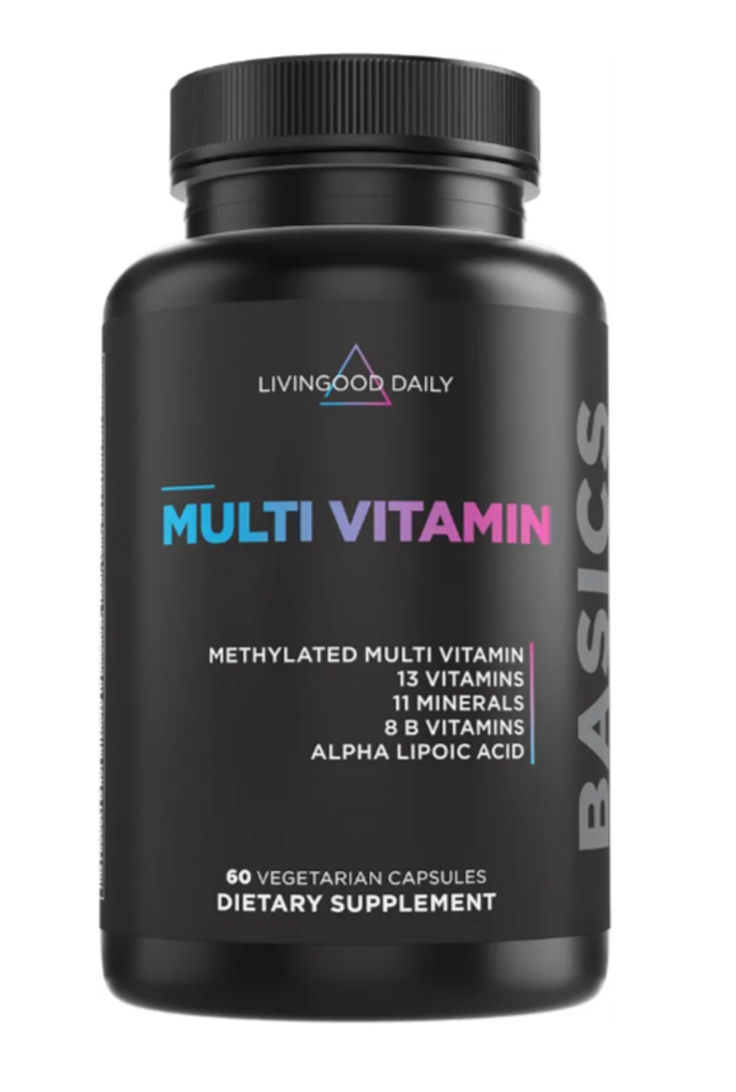 LIVINGOOD DAILY
MULTI VITAMIN
METHYLATED MULTI VITAMIN
13 VITAMINS
11 MINERALS
8 B VITAMINS
ALPHA LIPOIC ACID
60 VEGETARIAN CAPSULES
DIETARY SUPPLEMENT
BASICS